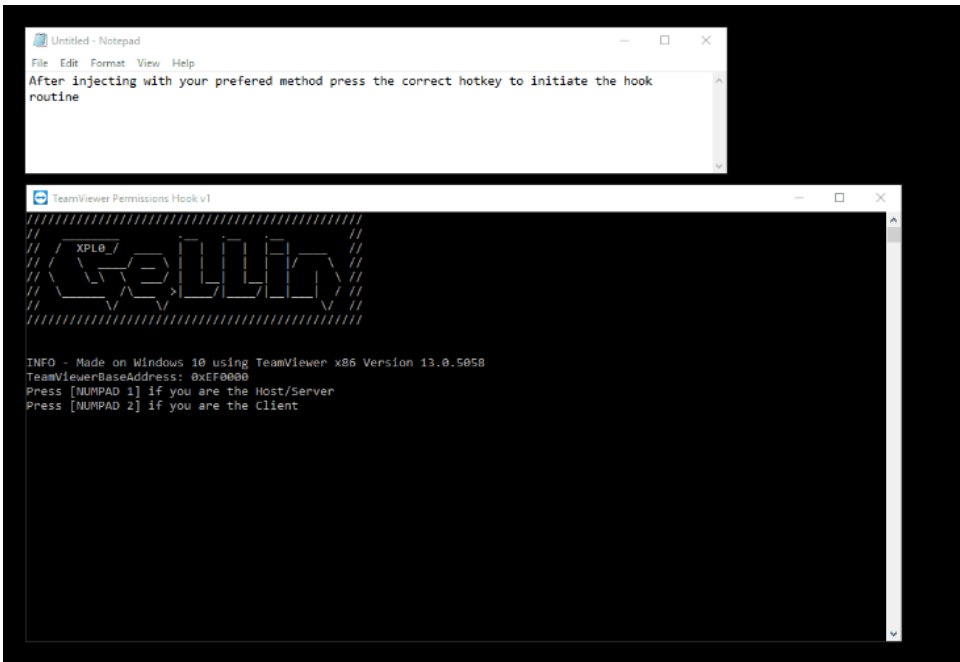 Untitled - Notepad
File Edit Format View Help
After injecting with your prefered method press the correct hotkey to initiate the hook
routine
TeamViewer Permissions Hook v1
XPL0
Gellin
INFO - Made on Windows 10 using TeamViewer x86 Version 13.0.5058
TeamViewerBaseAddress: 0xEF0000
Press [NUMPAD 1] if you are the Host/Server
Press [NUMPAD 2] if you are the Client